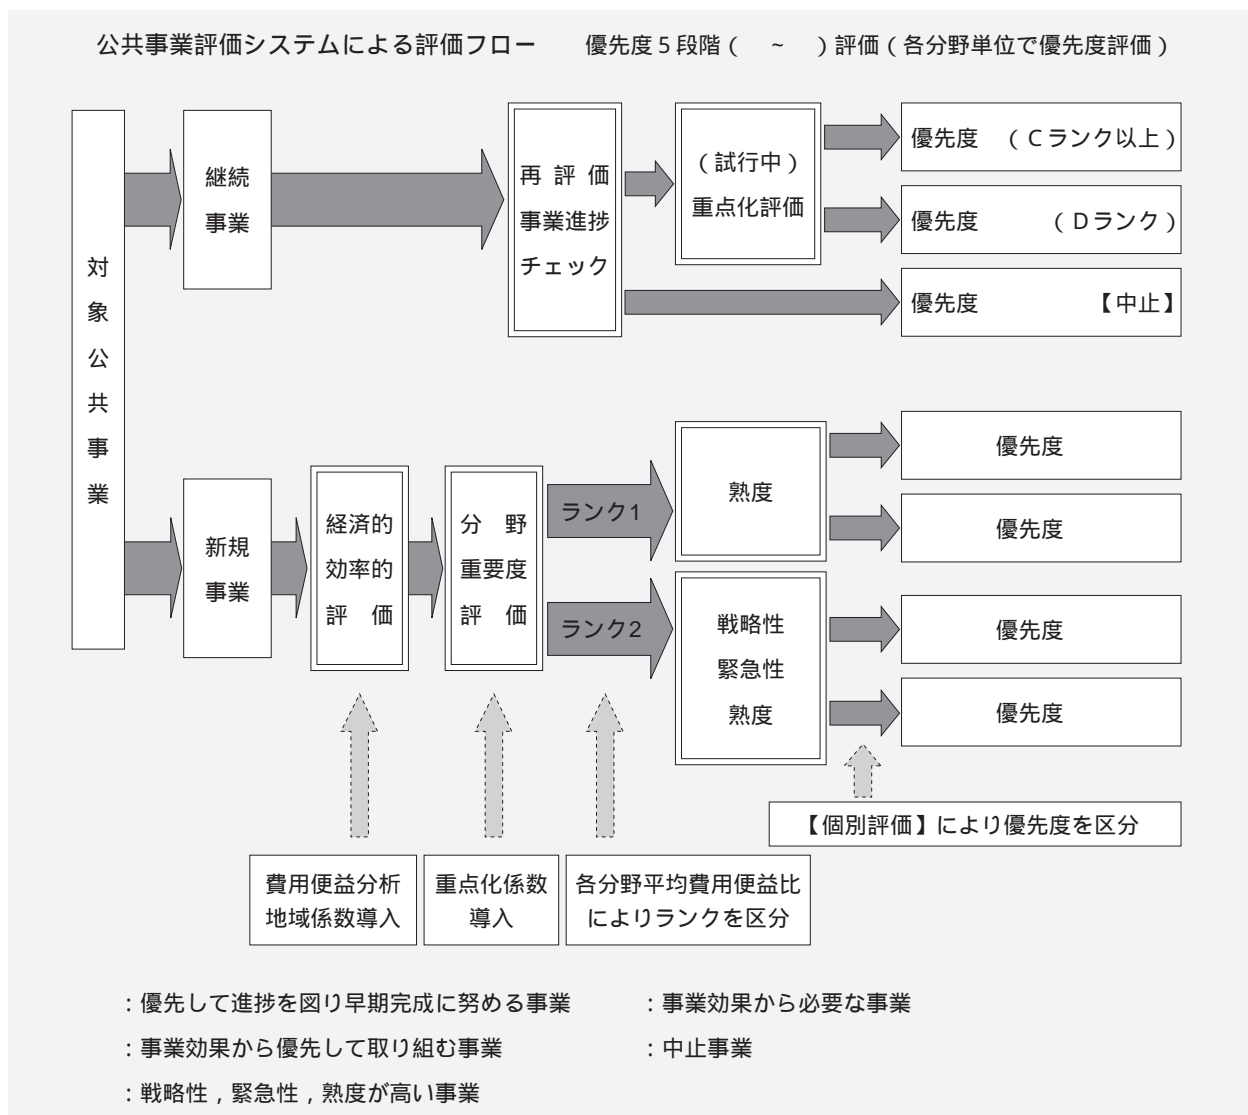 公共事業評価システムによる評価フロー　優先度5段階(　~　)評価(各分野単位で優先度評価)
対象公共事業
継続
事業
再評価
事業進捗
チェック
(試行中)
重点化評価
優先度　(Cランク以上)
優先度　(Dランク)
優先度　【中止】
新規
事業
経済的
効率的
評　価
分　野
重要度
評　価
ランク1
ランク2
熟度
戦略性
緊急性
熟度
優先度
優先度
優先度
優先度
【個別評価】により優先度を区分
費用便益分析
地域係数導入
重点化係数
導入
各分野平均費用便益比
によりランクを区分
:優先して進捗を図り早期完成に努める事業
:事業効果から優先して取り組む事業
:戦略性,緊急性,熟度が高い事業
:事業効果から必要な事業
:中止事業